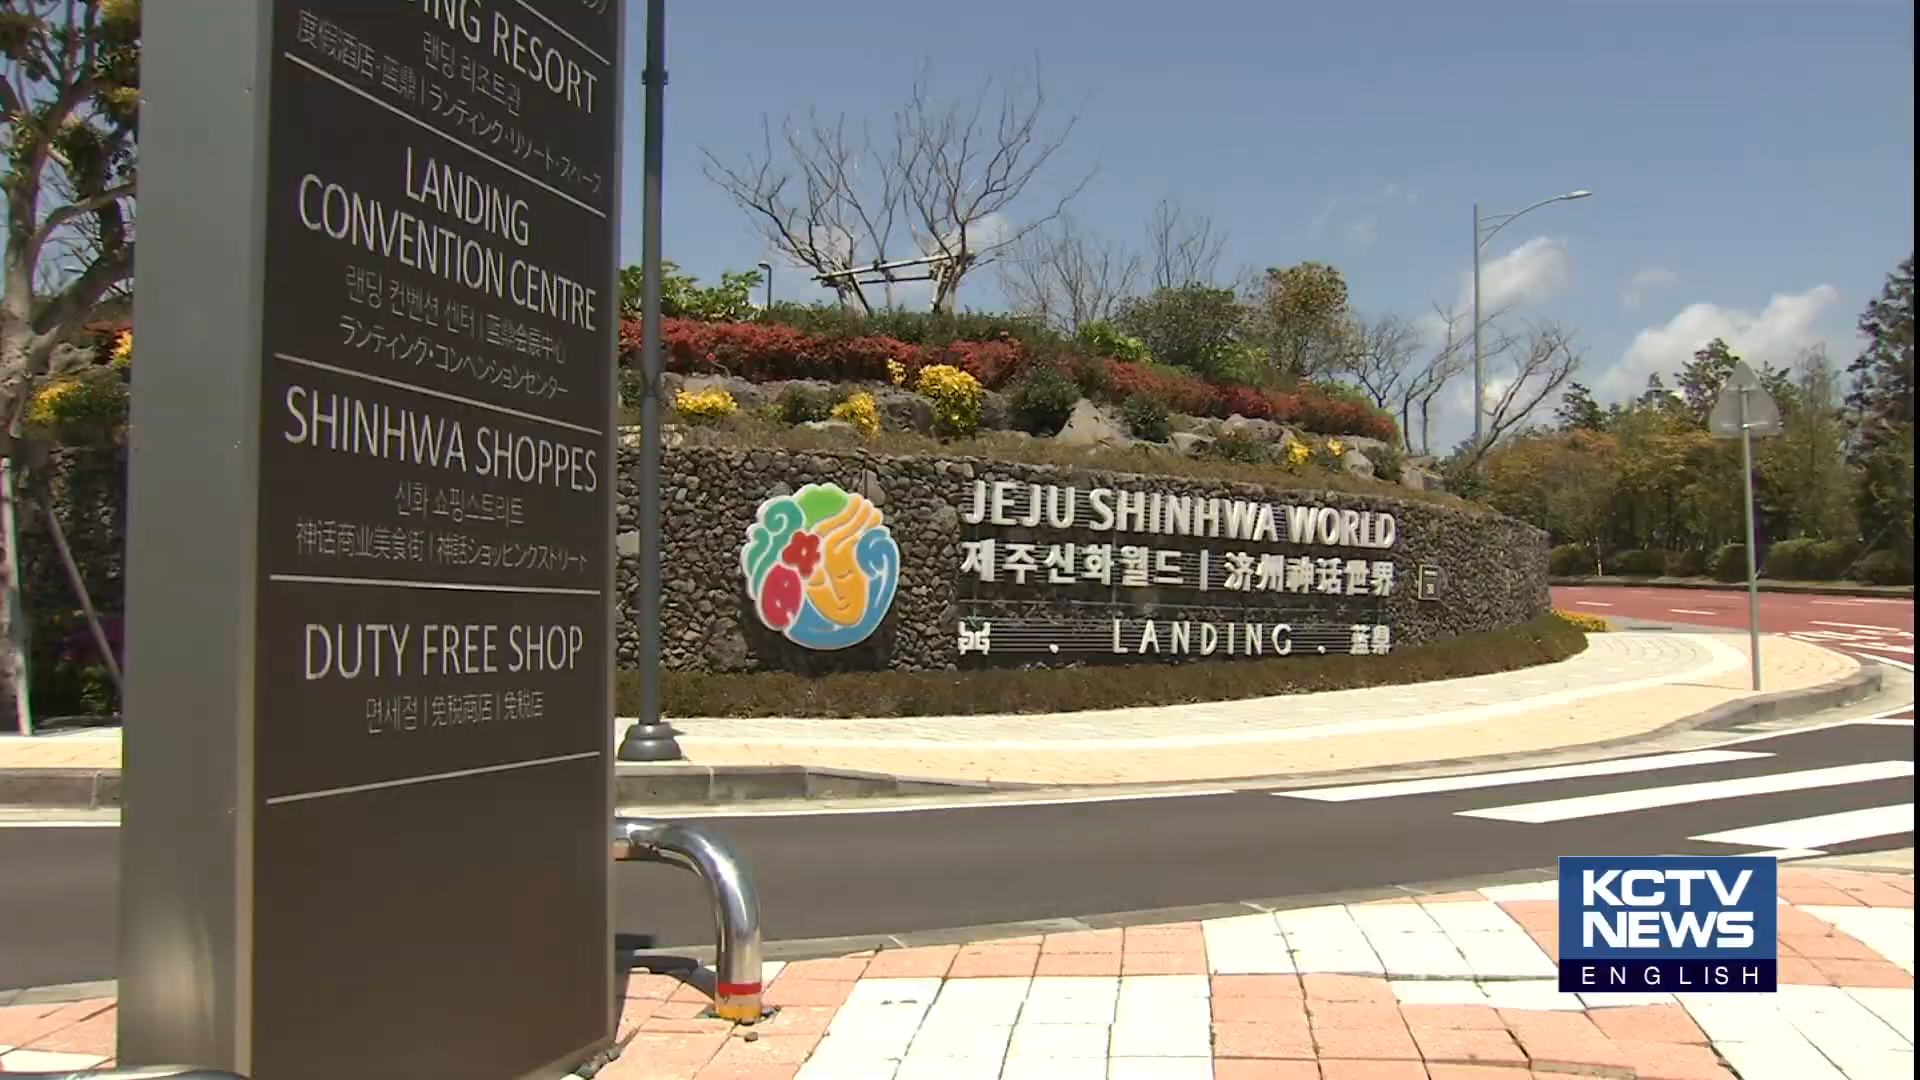 DING RESORT
랜딩 리조트관
度假酒店·蓝鼎 | ランディング·リゾート·スペース
LANDING
CONVENTION CENTRE
랜딩 컨벤션 센터 | 蓝鼎会展中心
ランディング·コンベンションセンター
SHINHWA SHOPPES
신화 쇼핑스트리트
神话商业美食街 | 神話ショッピングストリート
DUTY FREE SHOP
면세점 | 免税商店 | 免税店
JEJU SHINHWA WORLD
제주신화월드 | 济州神话世界
LANDING . 蓝鼎
KCTV
NEWS
ENGLISH